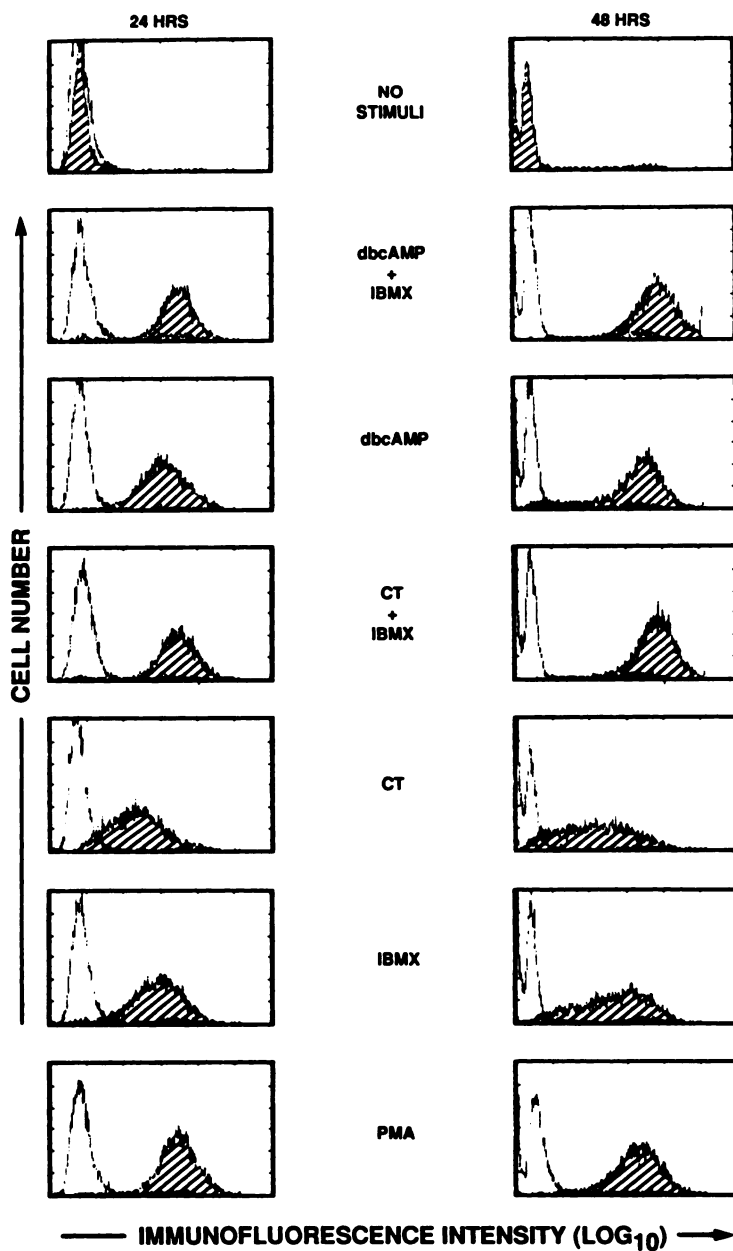 24 HRS
48 HRS
NO
STIMULI
dbcAMP
+
IBMX
dbcAMP
CT
+
IBMX
CT
IBMX
PMA
CELL NUMBER
IMMUNOFLUORESCENCE INTENSITY (LOG10)